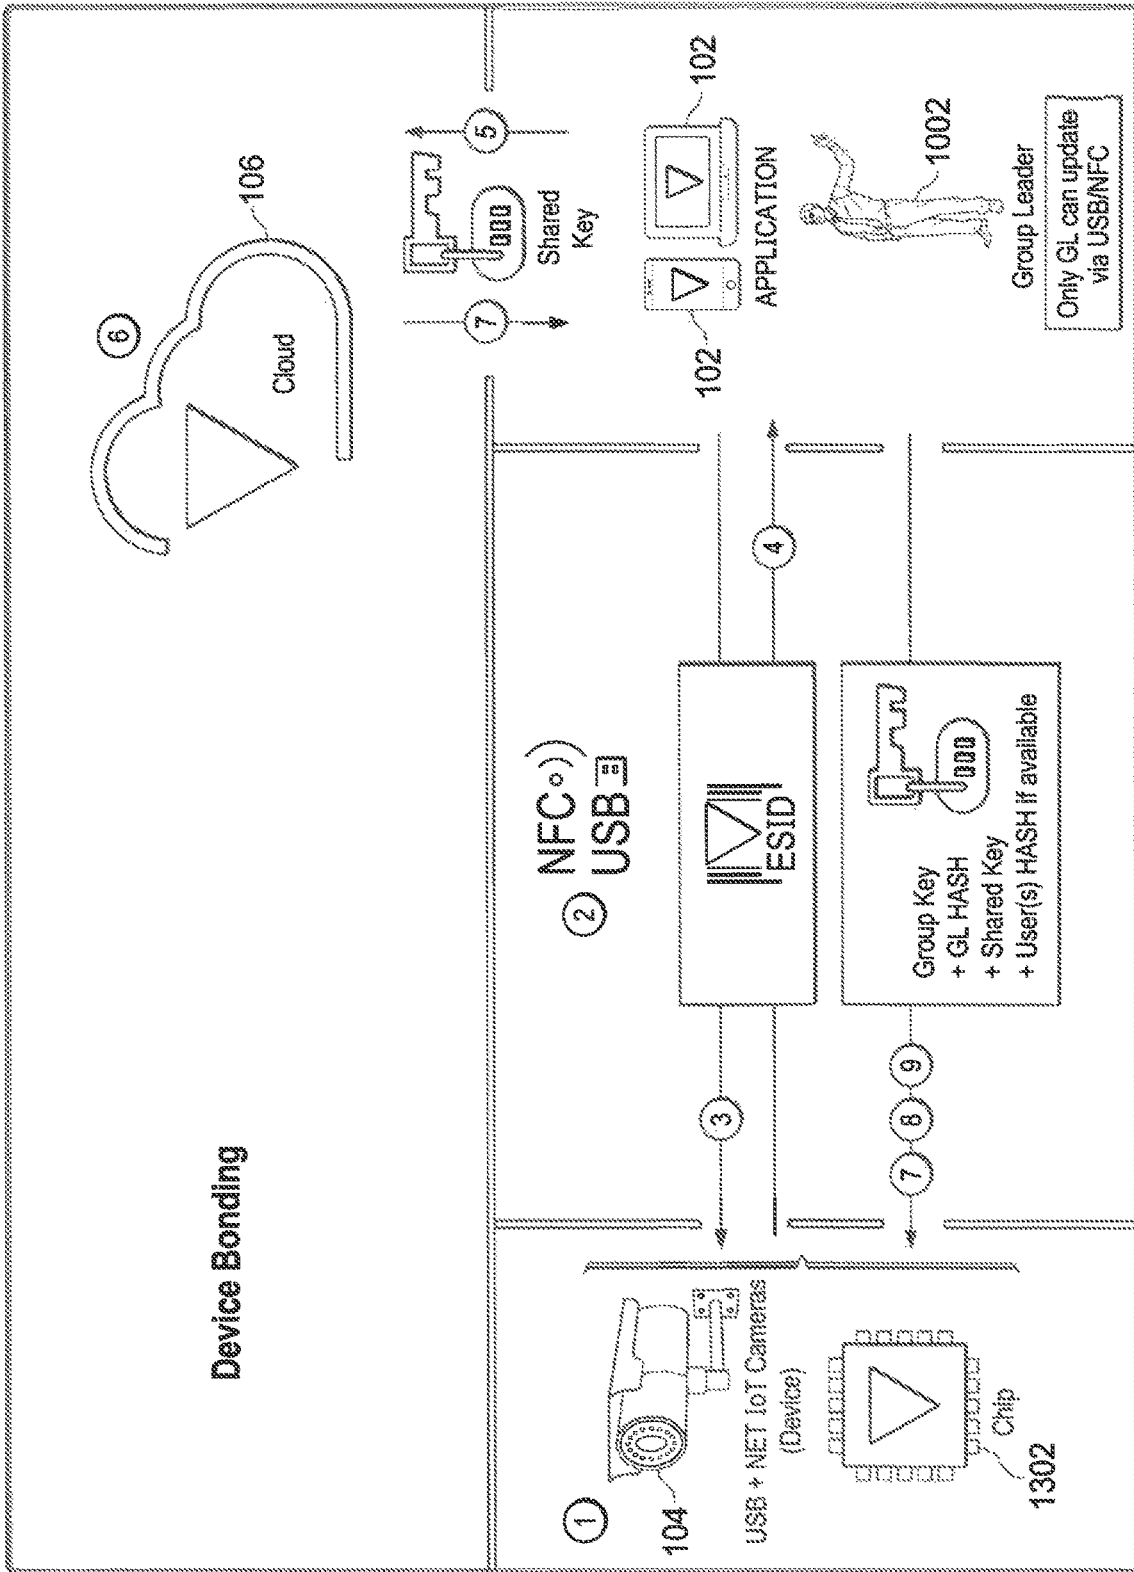 Device Bonding
6
106
Cloud
7
5
Shared
Key
1
104
USB + NET IoT Cameras
(Device)
Chip
1302
2
NFC
USB
3
ESID
4
7
8
9
Group Key
+ GL HASH
+ Shared Key
+ User(s) HASH if available
102
102
APPLICATION
1002
Group Leader
Only GL can update
via USB/NFC